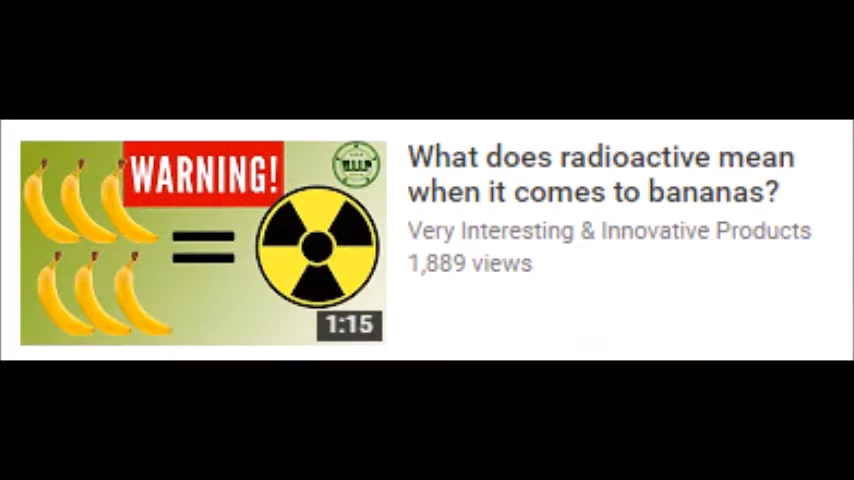 WARNING!
1:15
What does radioactive mean
when it comes to bananas?
Very Interesting & Innovative Products
1,889 views